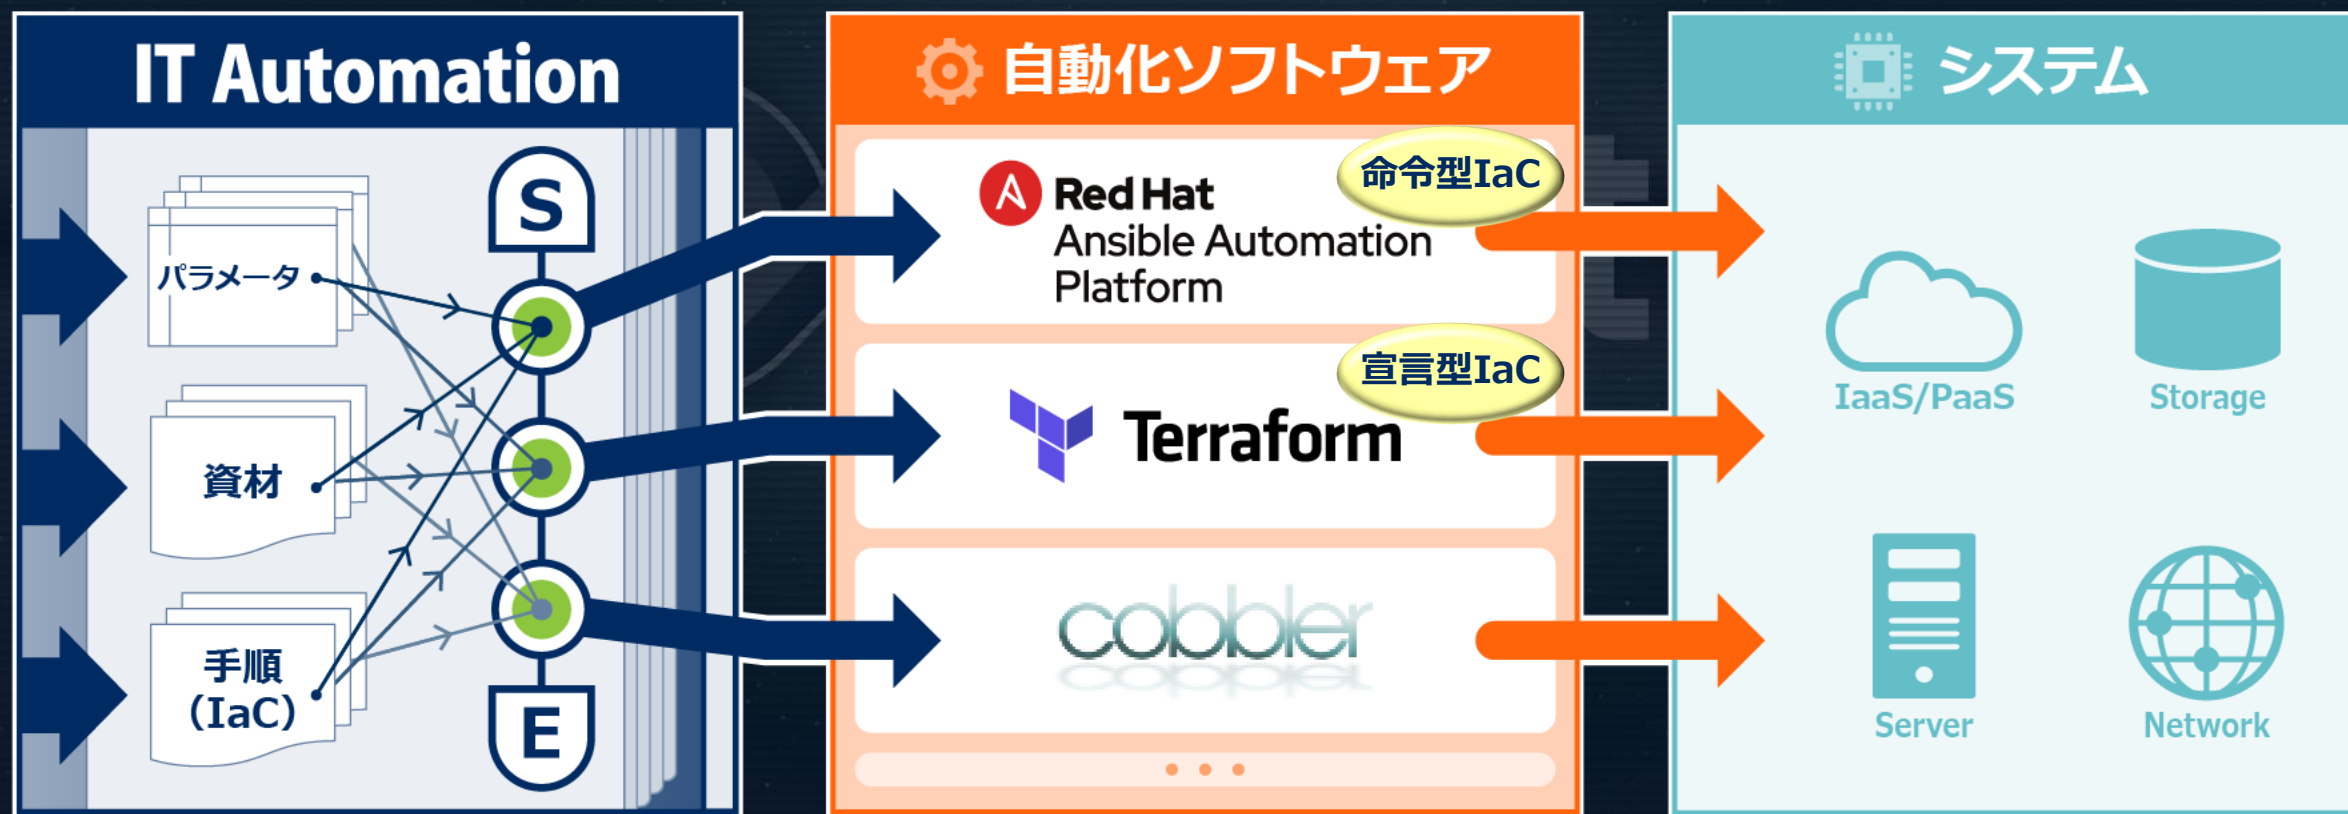 IT Automation
パラメータ
資材
手順
（IaC）
S
E
自動化ソフトウェア
命令型IaC
Red Hat
Ansible Automation
Platform
宣言型IaC
Terraform
cobbler
システム
IaaS/PaaS
Storage
Server
Network